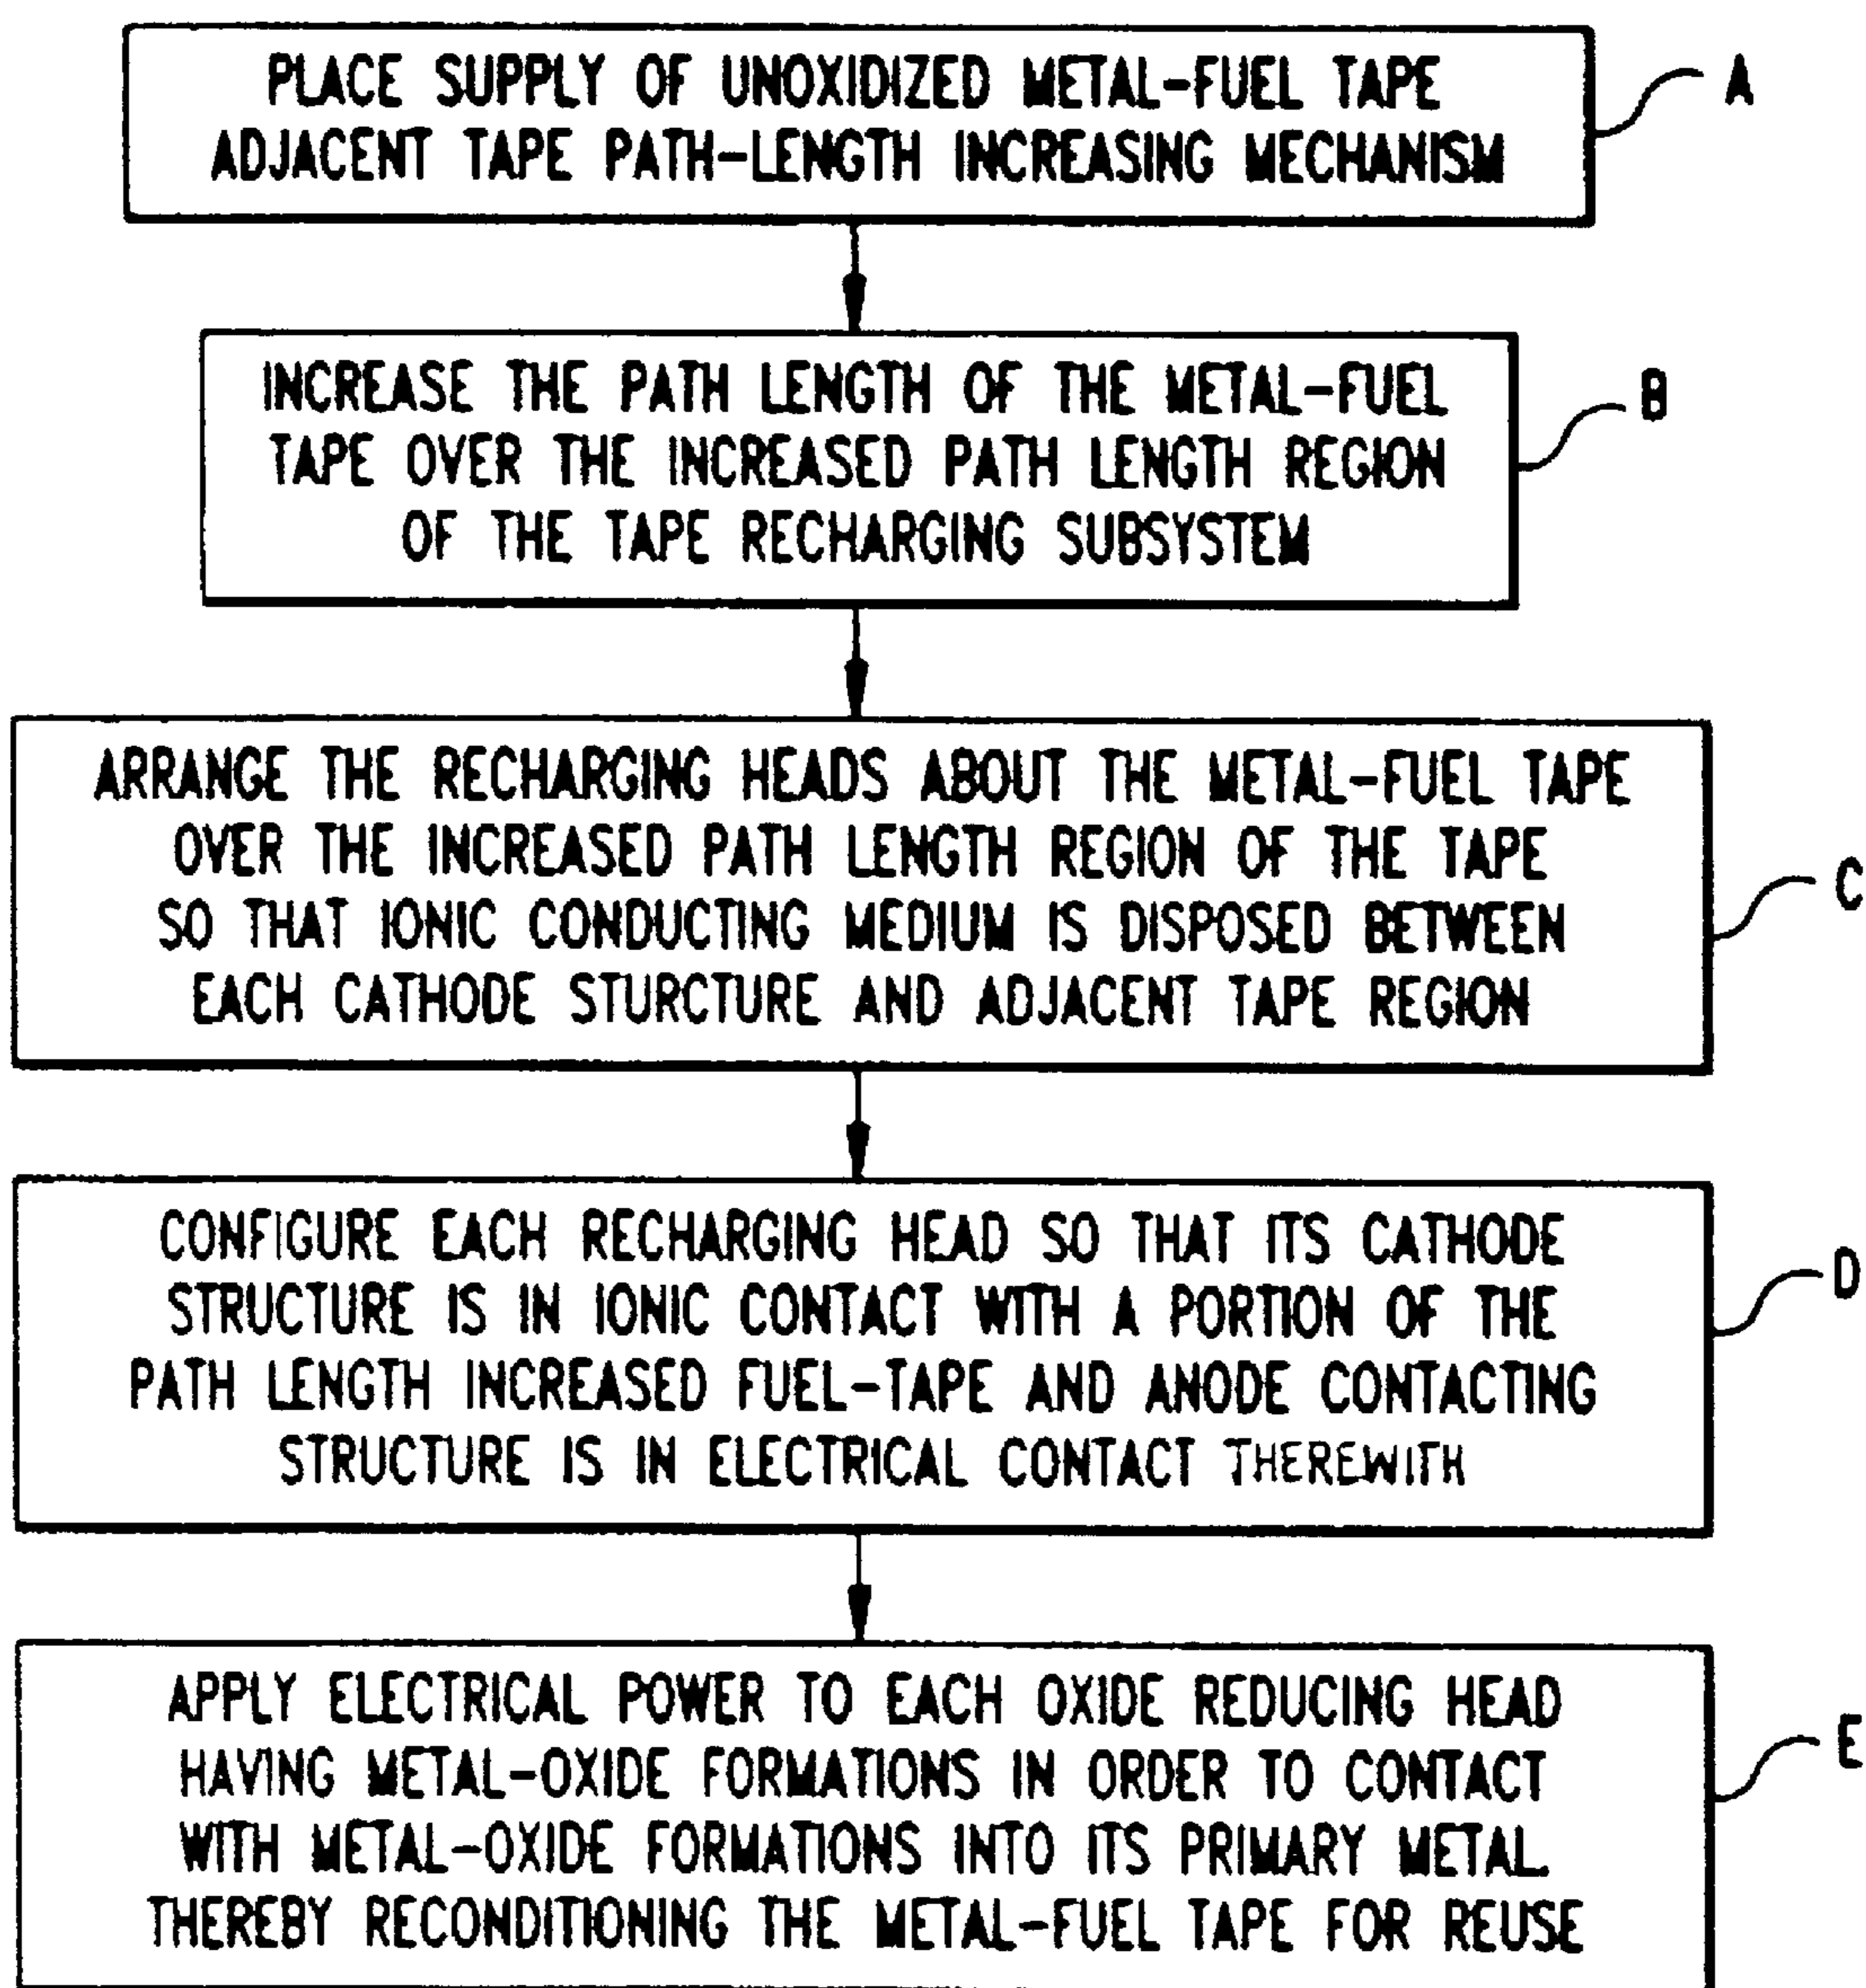 PLACE SUPPLY OF UNOXIDIZED METAL-FUEL TAPE
ADJACENT TAPE PATH-LENGTH INCREASING MECHANISM
A
INCREASE THE PATH LENGTH OF THE METAL-FUEL
TAPE OVER THE INCREASED PATH LENGTH REGION
OF THE TAPE RECHARGING SUBSYSTEM
B
ARRANGE THE RECHARGING HEADS ABOUT THE METAL-FUEL TAPE
OVER THE INCREASED PATH LENGTH REGION OF THE TAPE
SO THAT IONIC CONDUCTING MEDIUM IS DISPOSED BETWEEN
EACH CATHODE STURCTURE AND ADJACENT TAPE REGION
C
CONFIGURE EACH RECHARGING HEAD SO THAT ITS CATHODE
STRUCTURE IS IN IONIC CONTACT WITH A PORTION OF THE
PATH LENGTH INCREASED FUEL-TAPE AND ANODE CONTACTING
STRUCTURE IS IN ELECTRICAL CONTACT THEREWITH
D
APPLY ELECTRICAL POWER TO EACH OXIDE REDUCING HEAD
HAVING METAL-OXIDE FORMATIONS IN ORDER TO CONTACT
WITH METAL-OXIDE FORMATIONS INTO ITS PRIMARY METAL
THEREBY RECONDITIONING THE METAL-FUEL TAPE FOR REUSE
E